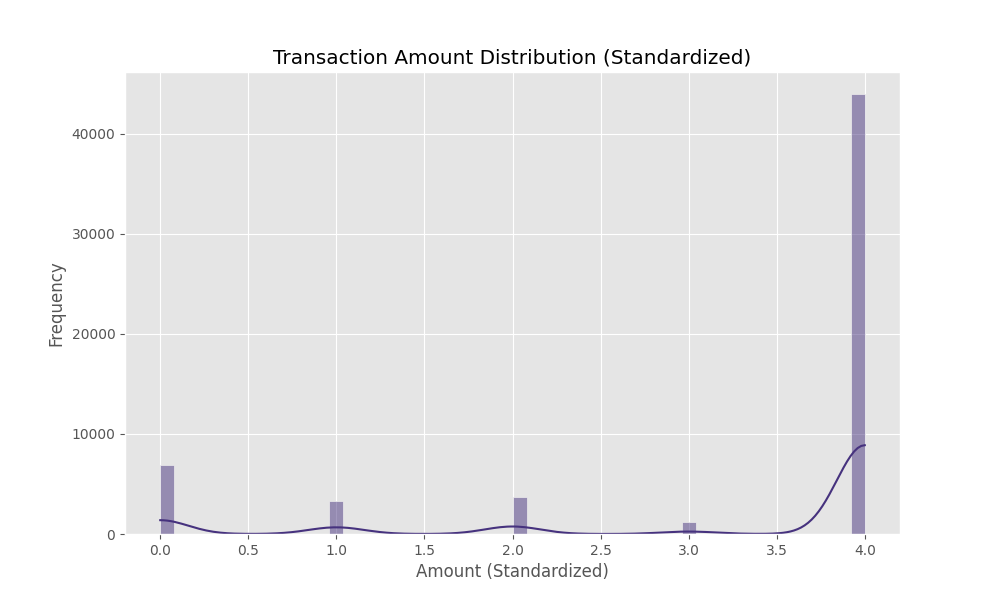 Transaction Amount Distribution (Standardized)
40000
30000
20000
10000
0
Frequency
0.0 0.5 1.0 1.5 2.0 2.5 3.0 3.5 4.0
Amount (Standardized)